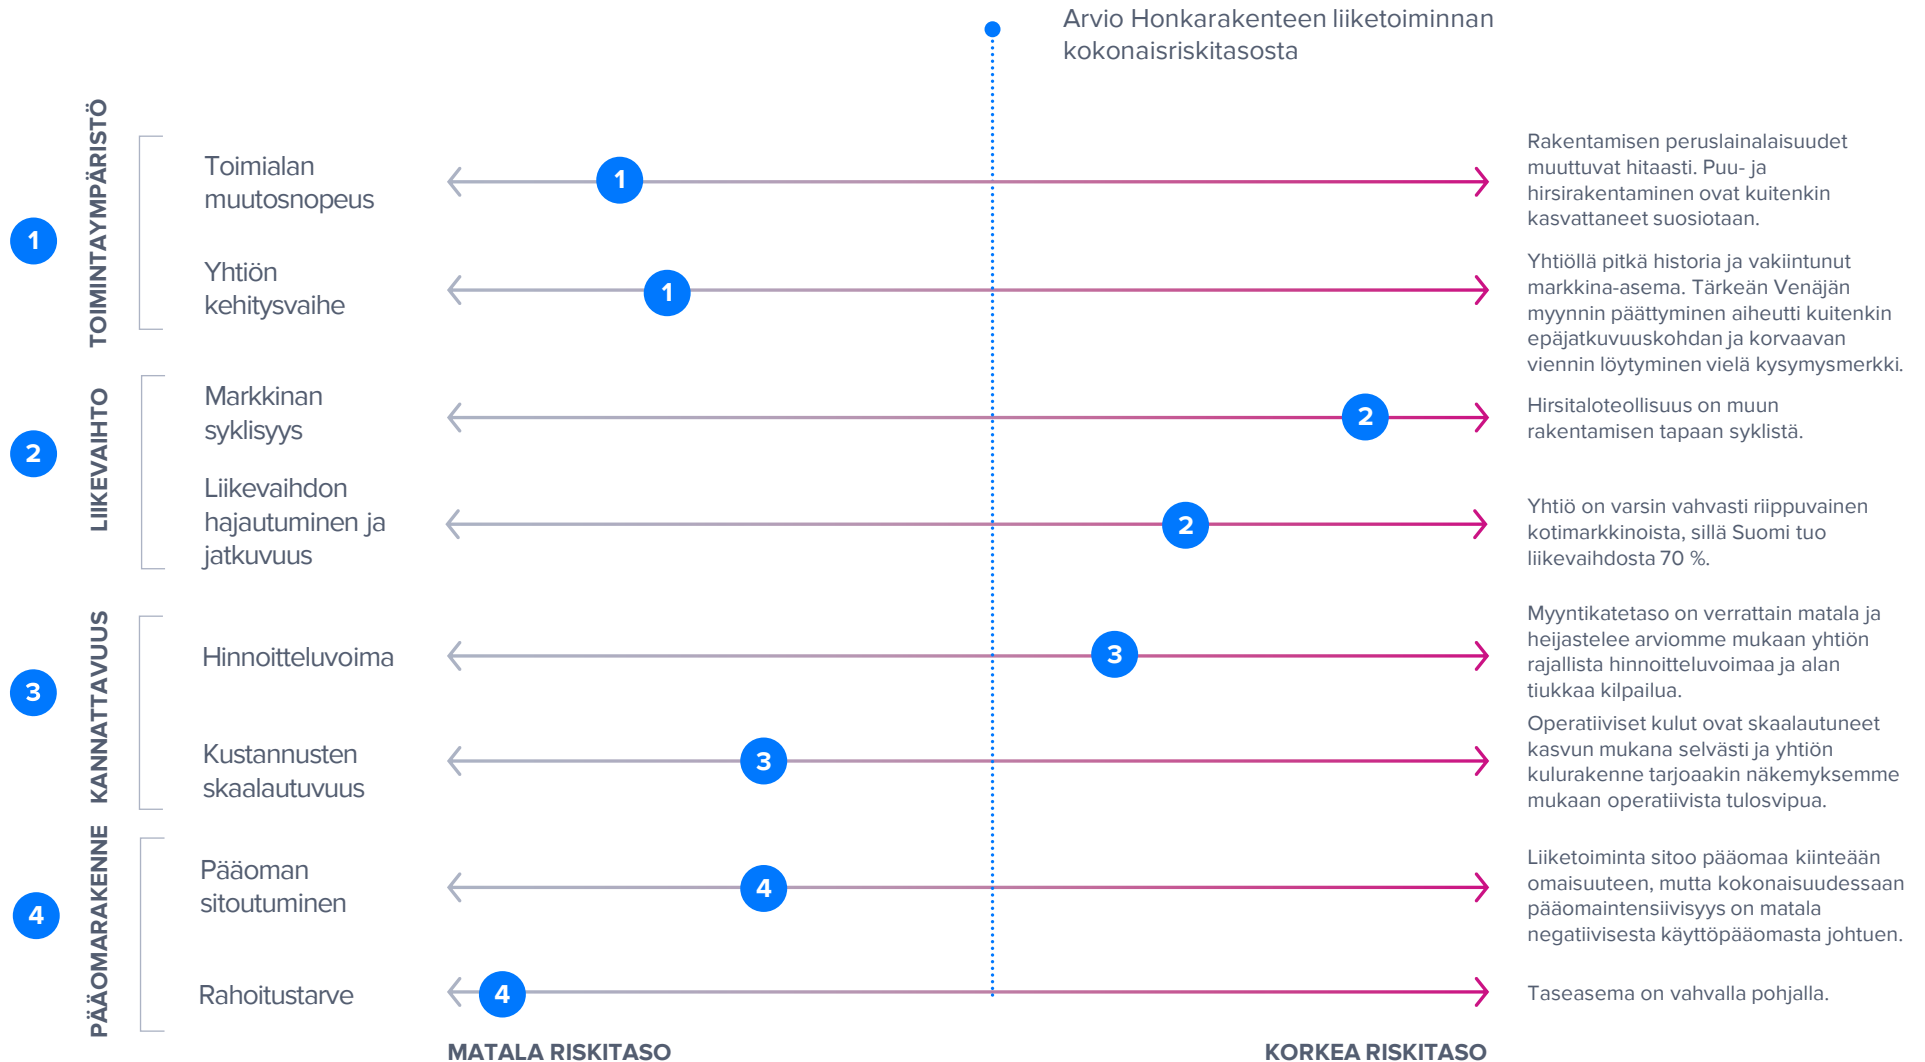 Arvio Honkarakenteen liiketoiminnan
kokonaisriskitasosta
1
TOIMINTAYMPÄRISTÖ
Toimialan
muutosnopeus
1
Rakentamisen peruslainalaisuudet
muuttuvat hitaasti. Puu- ja
hirsirakentaminen ovat kuitenkin
kasvattaneet suosiotaan.
Yhtiön
kehitysvaihe
1
Yhtiöllä pitkä historia ja vakiintunut
markkina-asema. Tärkeän Venäjän
myynnin päättyminen aiheutti kuitenkin
epäjatkuvuuskohdan ja korvaavan
viennin löytyminen vielä kysymysmerkki.
2
LIIKEVAIHTO
Markkinan
syklisyys
2
Hirsitaloteollisuus on muun
rakentamisen tapaan syklistä.
Liikevaihdon
hajautuminen ja
jatkuvuus
2
Yhtiö on varsin vahvasti riippuvainen
kotimarkkinoista, sillä Suomi tuo
liikevaihdosta 70 %.
3
KANNATTAVUUS
Hinnoitteluvoima
3
Myyntikatetaso on verrattain matala ja
heijastelee arviomme mukaan yhtiön
rajallista hinnoitteluvoimaa ja alan
tiukkaa kilpailua.
Kustannusten
skaalautuvuus
3
Operatiiviset kulut ovat skaalautuneet
kasvun mukana selvästi ja yhtiön
kulurakenne tarjoaakin näkemyksemme
mukaan operatiivista tulosvipua.
4
PÄÄOMARAKENNE
Pääoman
sitoutuminen
4
Liiketoiminta sitoo pääomaa kiinteään
omaisuuteen, mutta kokonaisuudessaan
pääomaintensiivisyys on matala
negatiivisesta käyttöpääomasta johtuen.
Rahoitustarve
4
Taseasema on vahvalla pohjalla.
MATALA RISKITASO
KORKEA RISKITASO